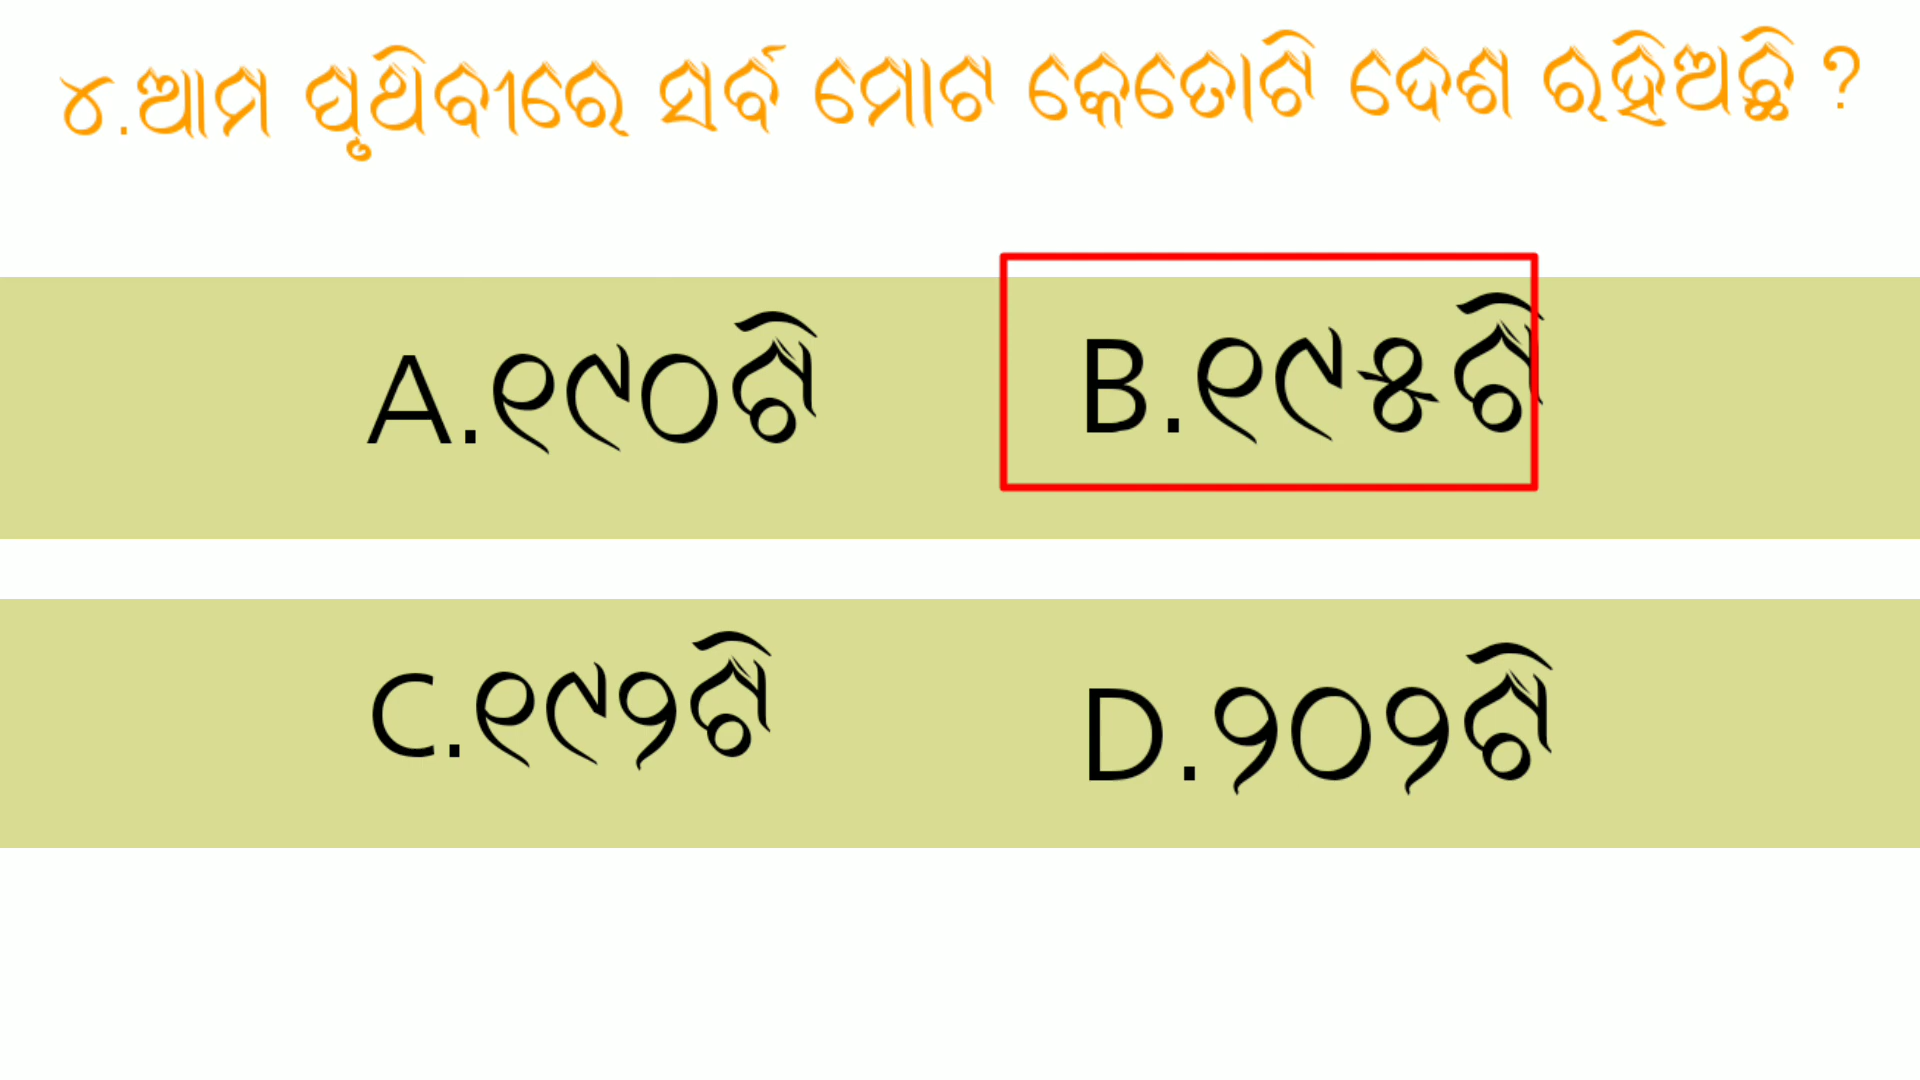 ୪.ଆମ ପୃଥିବୀରେ ସର୍ବ ମୋଟ କେତୋଟି ଦେଶ ରହିଅଛି ?
A.୧୯୦ଟି
B.୧୯୫ଟି
C.୧୯୨ଟି
D.୨୦୨ଟି